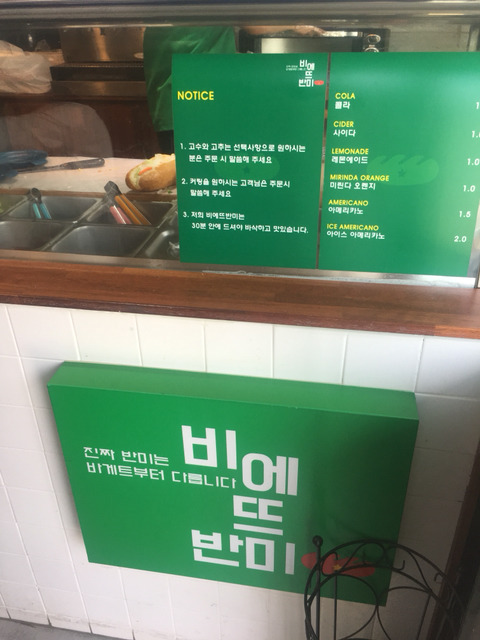 비에
뜨
반미
NOTICE
1. 고수와 고추는 선택사항으로 원하시는
분은 주문 시 말씀해 주세요
2. 커팅을 원하시는 고객님은 주문시
말씀해 주세요
3. 저희 비에뜨반미는
30분 안에 드셔야 바삭하고 맛있습니다.
COLA
콜라
CIDER
사이다
LEMONADE
레몬에이드
MIRINDA ORANGE
미린다 오렌지
AMERICANO
아메리카노 1.5
ICE AMERICANO
아이스 아메리카노 2.0
진짜 반미는
바게트부터 다릅니다
비에
뜨
반미